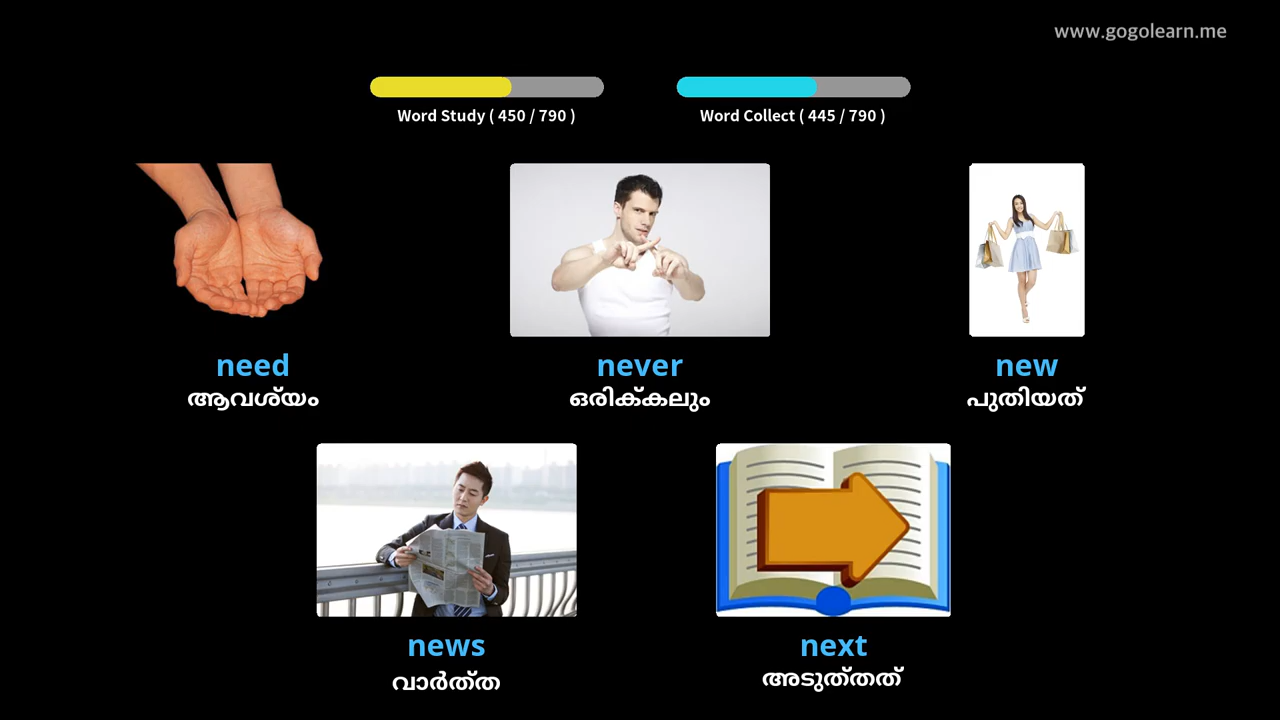 www.gogolearn.me
Word Study ( 450 / 790 )
Word Collect ( 445 / 790 )
need
ആവശ്യം
never
ഒരിക്കലും
new
പുതിയത്
news
വാർത്ത
next
അടുത്തത്